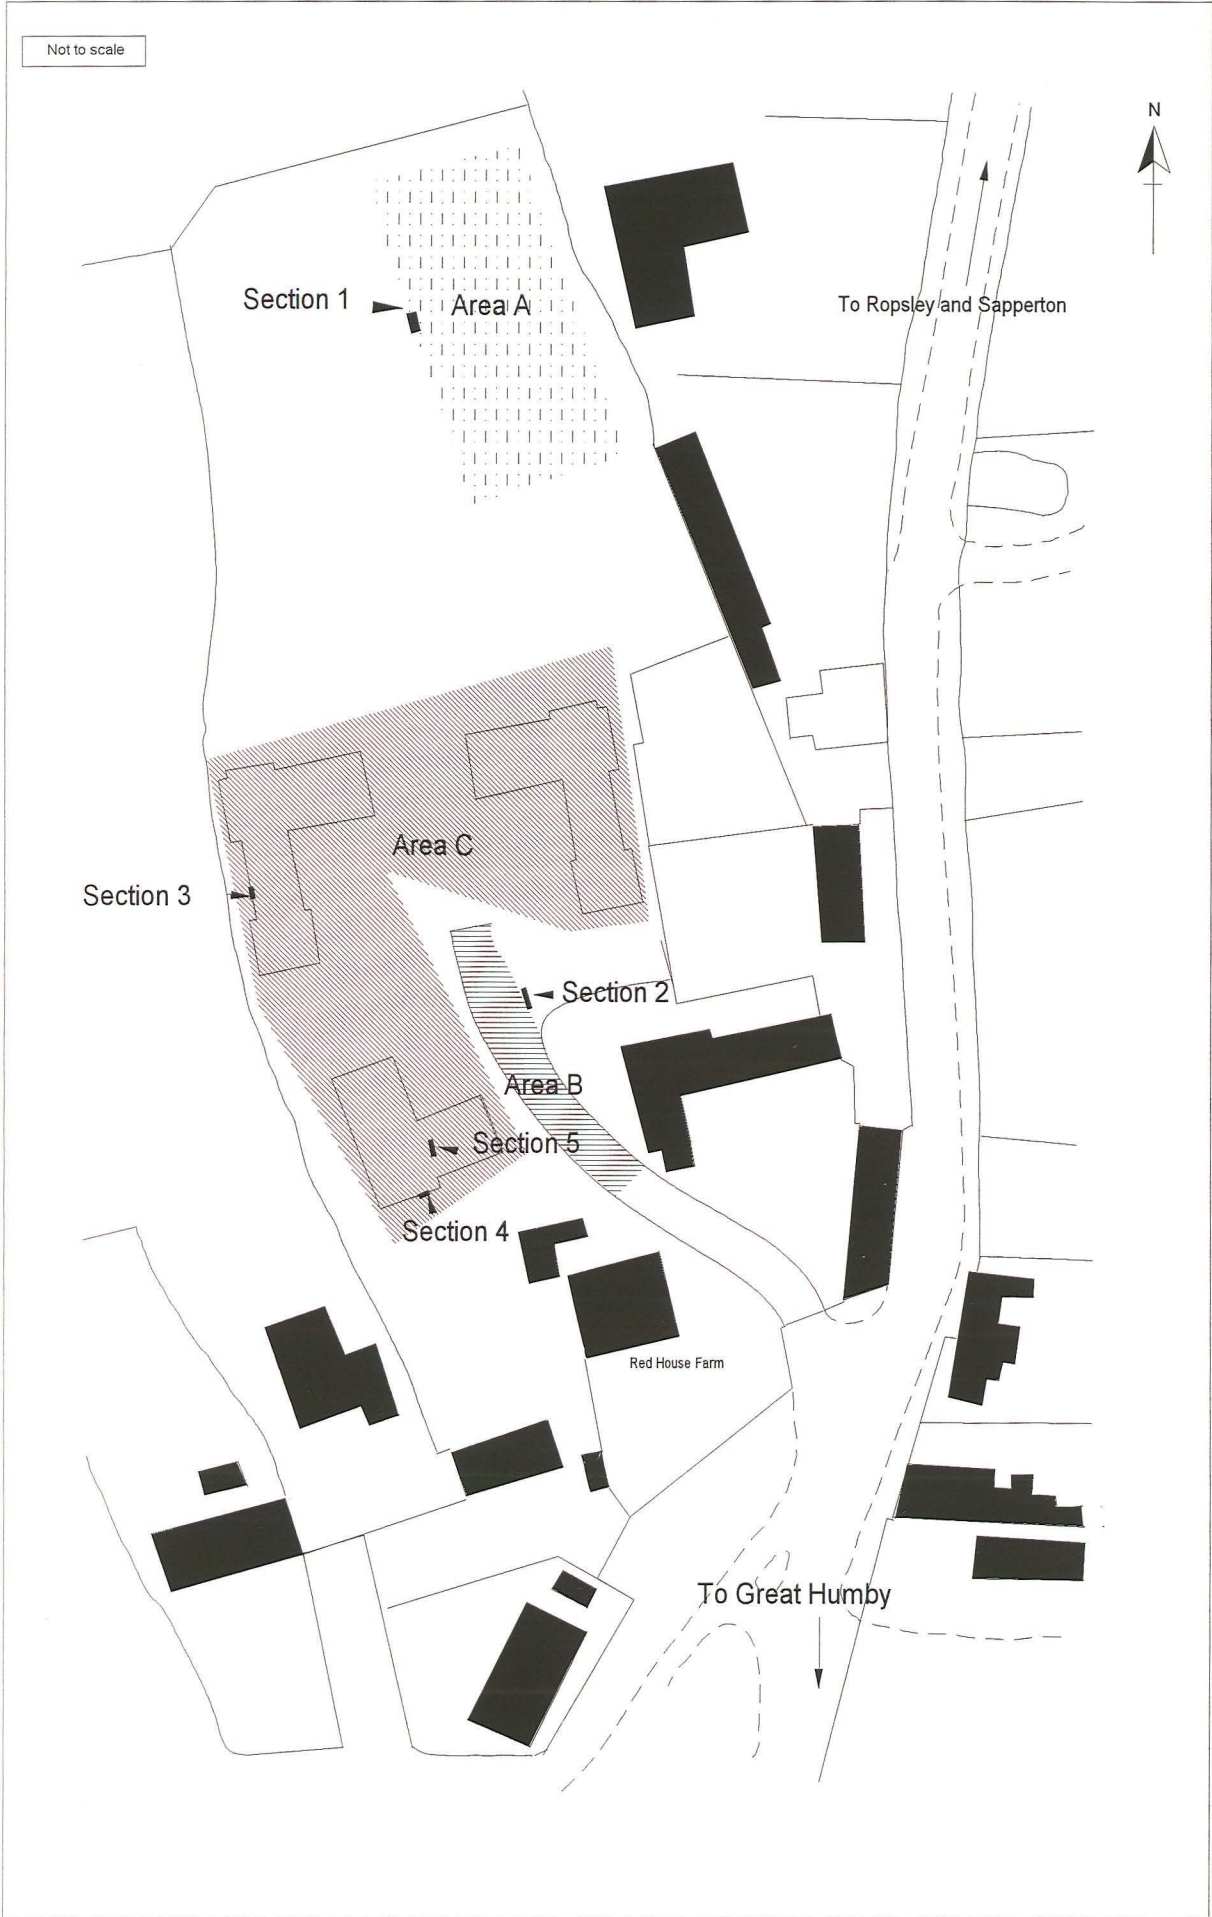 Not to scale
N
Section 1
Area A
To Ropsley and Sapperton
Area C
Section 3
Section 2
Area B
Section 5
Section 4
Red House Farm
To Great Humby